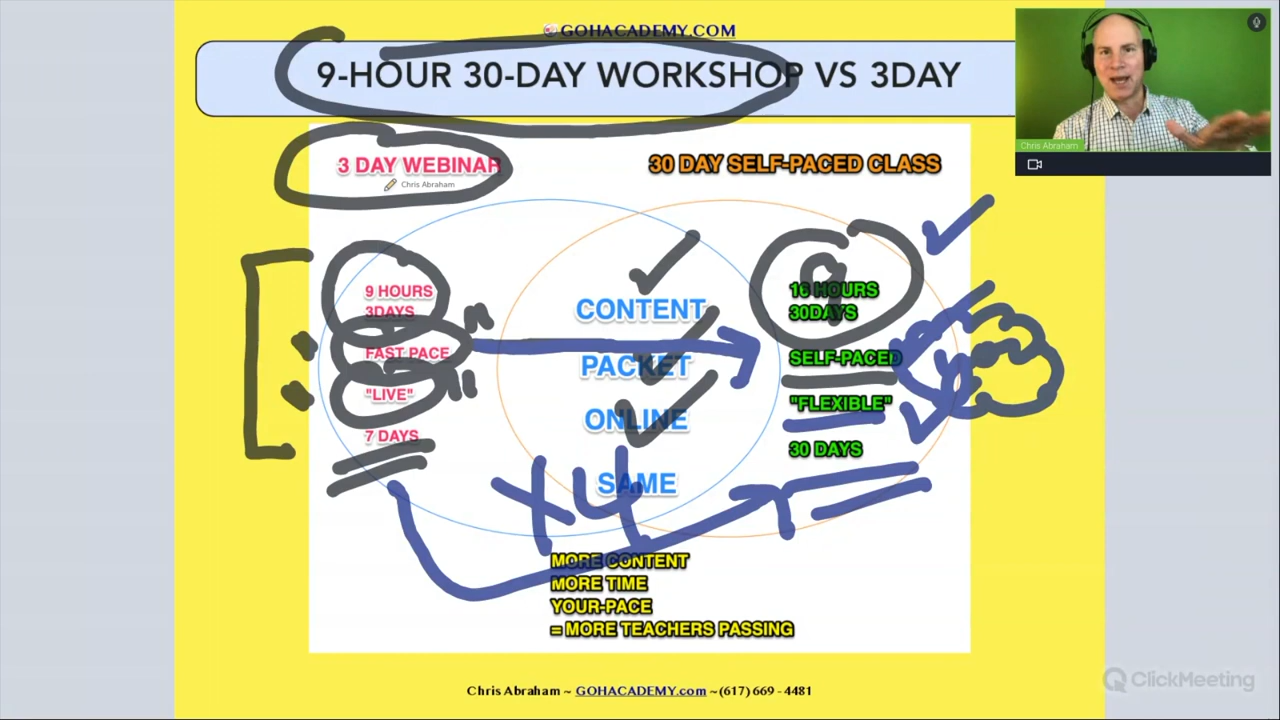 GOHACADEMY.COM
9-HOUR 30-DAY WORKSHOP VS 3DAY
Chris Abraham
3 DAY WEBINAR
Chris Abraham
30 DAY SELF-PACED CLASS
9 HOURS
3DAYS
FAST PACE
"LIVE"
7 DAYS
CONTENT
PACKET
ONLINE
SAME
X4
9
16 HOURS
30DAYS
SELF-PACED
"FLEXIBLE"
30 DAYS
MORE CONTENT
MORE TIME
YOUR-PACE
= MORE TEACHERS PASSING
Chris Abraham ~ GOHACADEMY.com ~(617) 669 - 4481
ClickMeeting